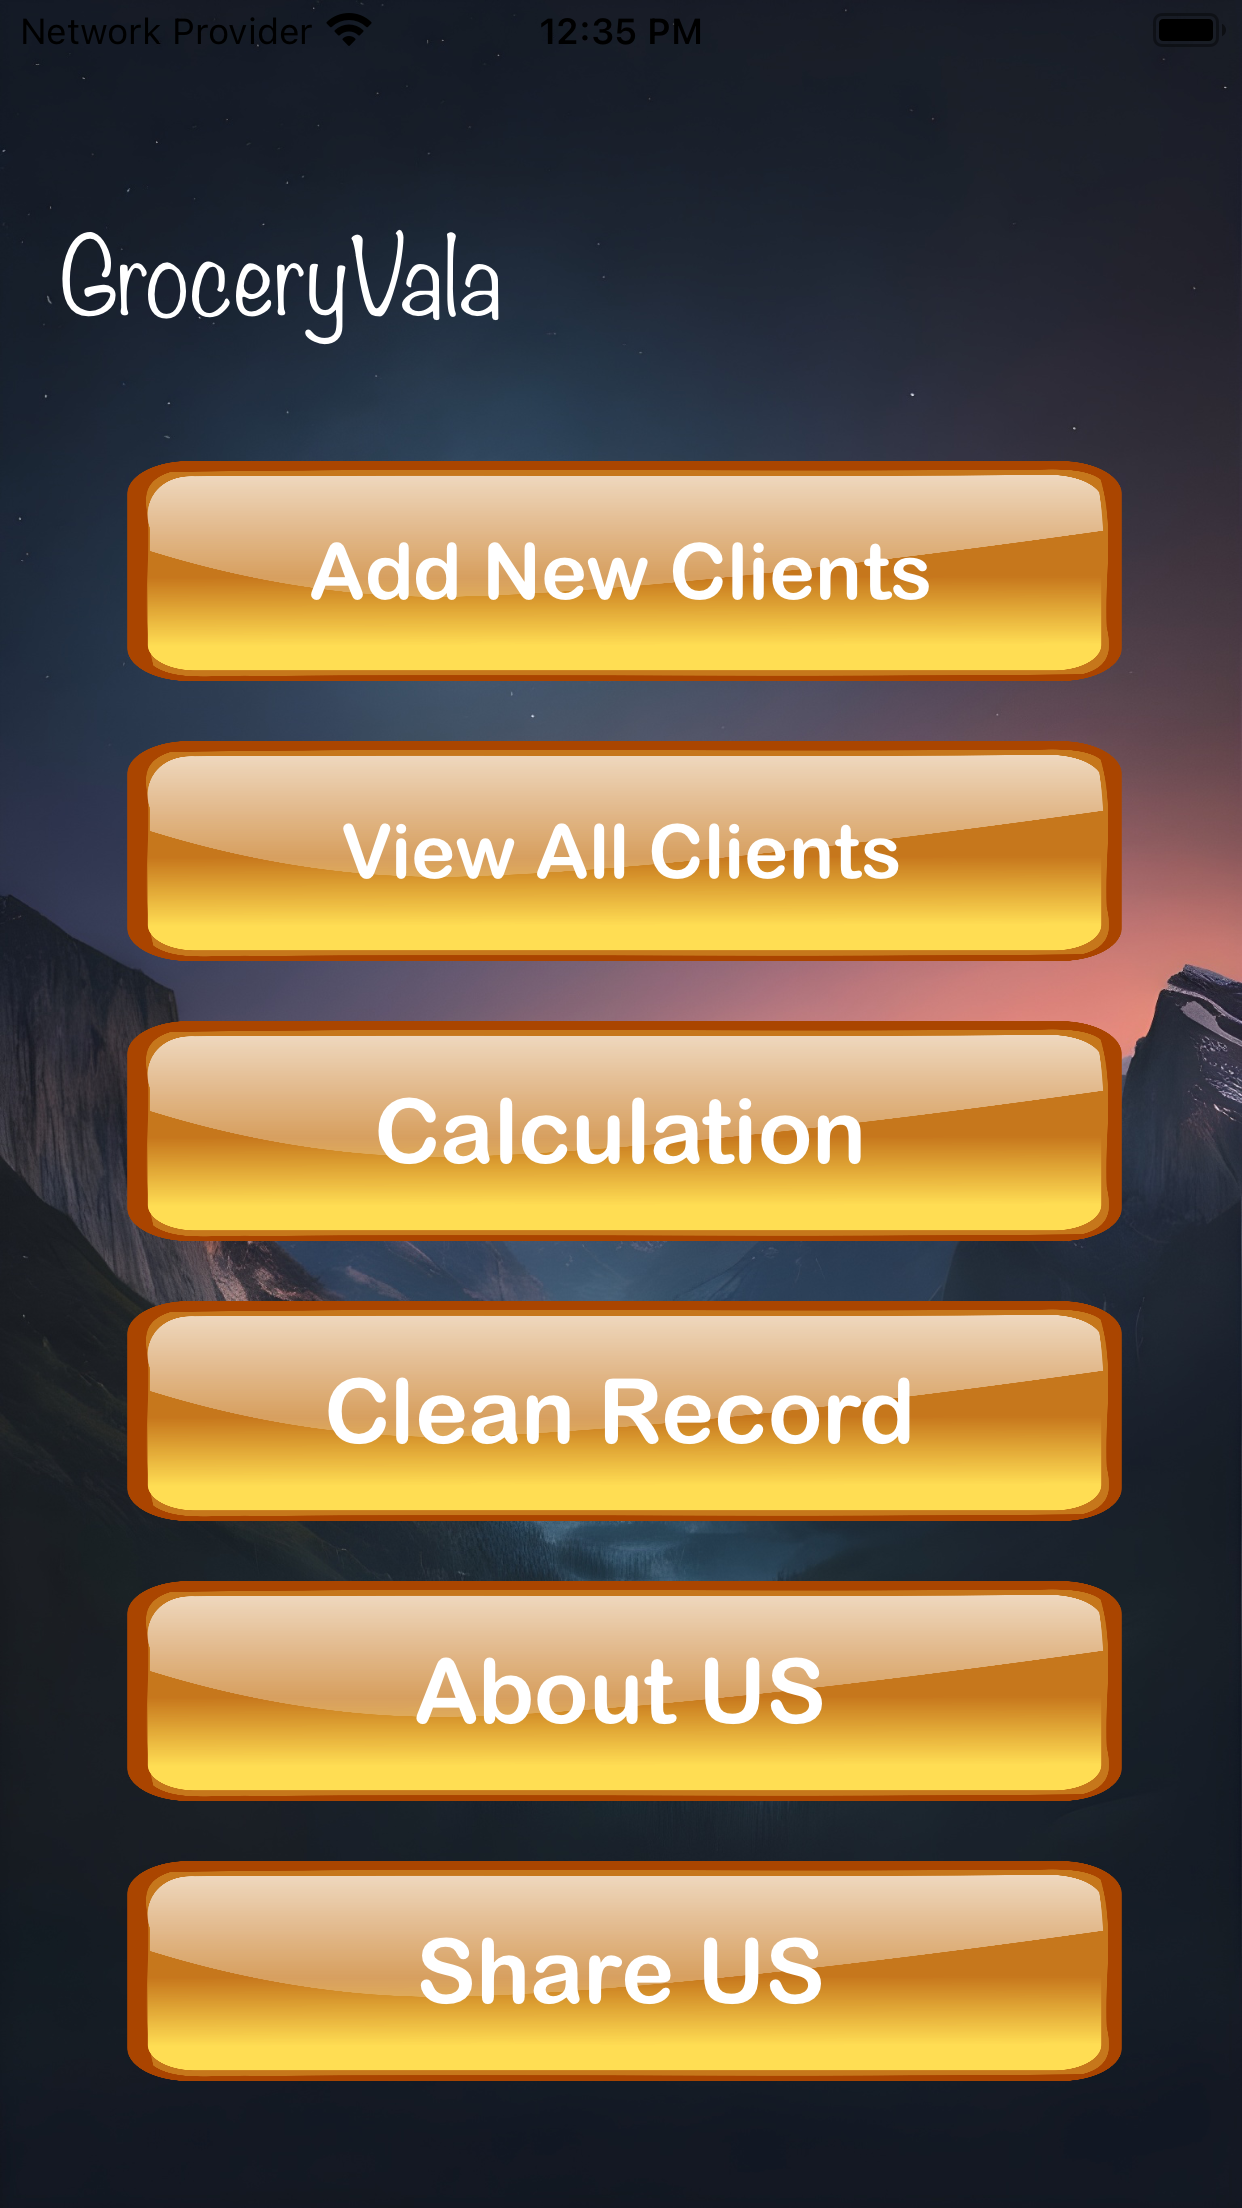 Network Provider 12:35 PM
GroceryVala
Add New Clients
View All Clients
Calculation
Clean Record
About US
Share US